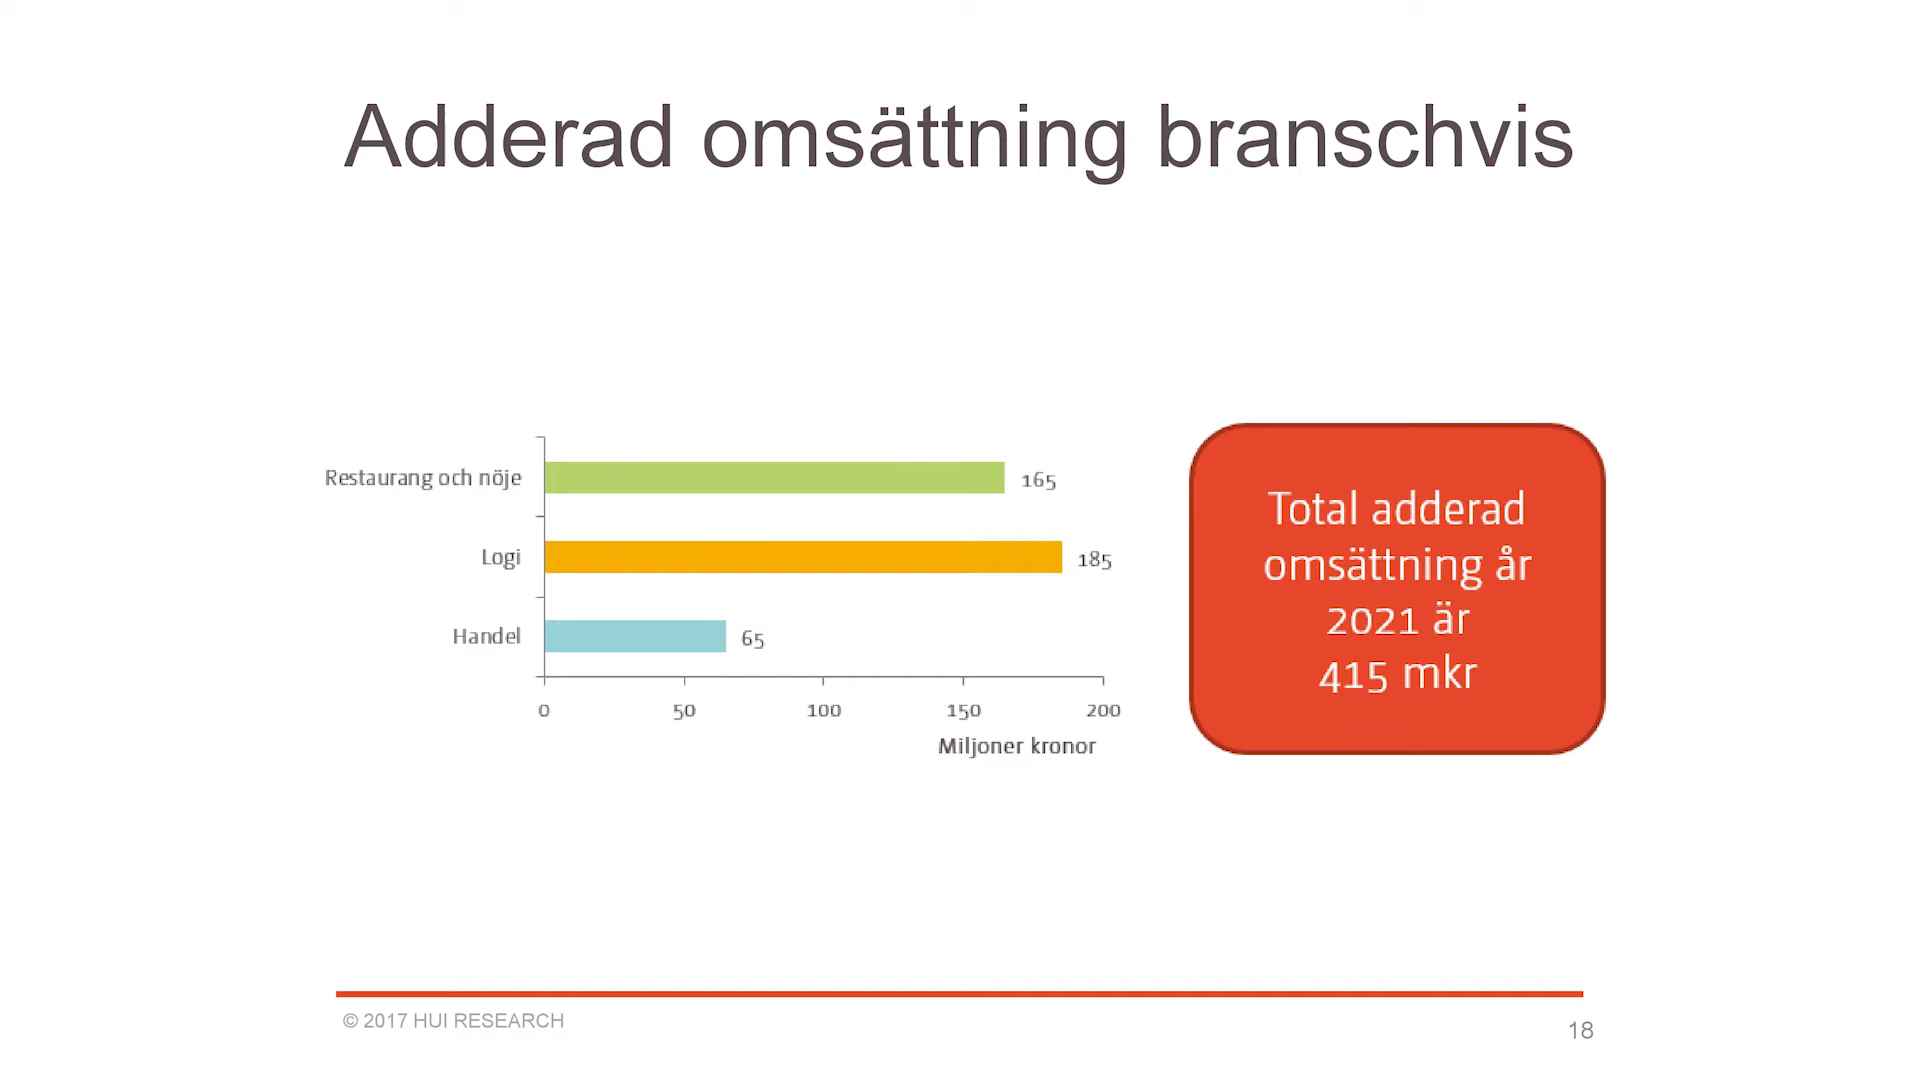 Adderad omsättning branschvis
Restaurang och nöje
165
Logi
185
Handel
65
0 50 100 150 200
Miljoner kronor
Total adderad
omsättning år
2021 är
415 mkr
© 2017 HUI RESEARCH
18